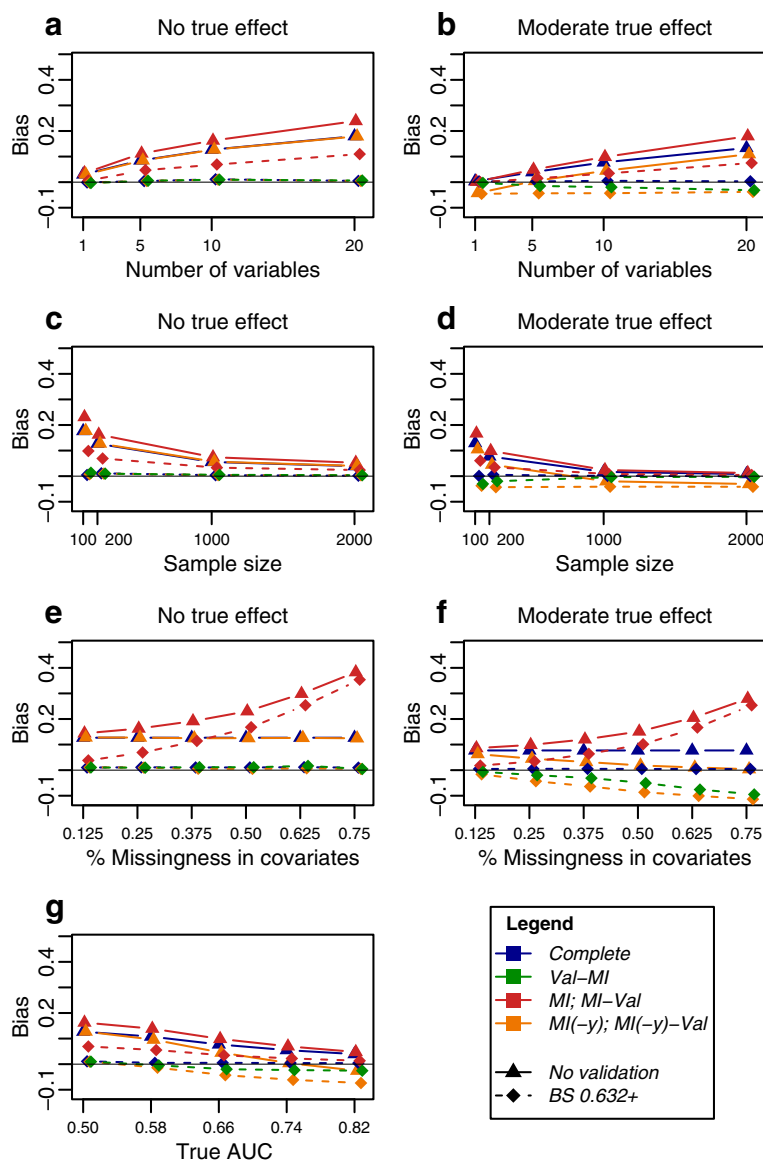 a
No true effect
Bias
0.4
0.2
−0.1
1 5 10 20
Number of variables
b
Moderate true effect
Bias
0.4
0.2
−0.1
1 5 10 20
Number of variables
c
No true effect
Bias
0.4
0.2
−0.1
100 200 1000 2000
Sample size
d
Moderate true effect
Bias
0.4
0.2
−0.1
100 200 1000 2000
Sample size
e
No true effect
Bias
0.4
0.2
−0.1
0.125 0.25 0.375 0.50 0.625 0.75
% Missingness in covariates
f
Moderate true effect
Bias
0.4
0.2
−0.1
0.125 0.25 0.375 0.50 0.625 0.75
% Missingness in covariates
g
Bias
0.4
0.2
−0.1
0.50 0.58 0.66 0.74 0.82
True AUC
Legend
Complete
Val−MI
MI; MI−Val
MI(−y); MI(−y)−Val
No validation
BS 0.632+